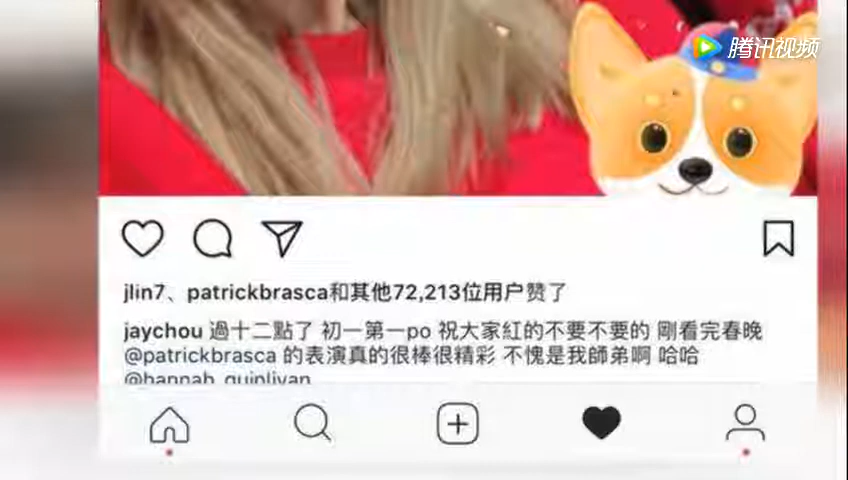 腾讯视频
jlin7、patrickbrasca和其他72,213位用户赞了
jaychou 過十二點了 初一第一po 祝大家紅的不要不要的 剛看完春晚
@patrickbrasca 的表演真的很棒很精彩 不愧是我師弟啊 哈哈
@hannah_quinlivan